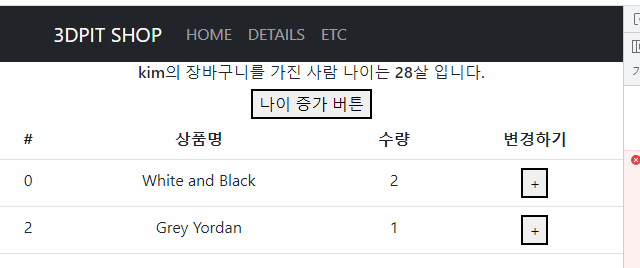 3DPIT SHOP HOME DETAILS ETC
kim의 장바구니를 가진 사람 나이는 28살 입니다.
나이 증가 버튼
# 상품명 수량 변경하기
0 White and Black 2 +
2 Grey Yordan 1 +